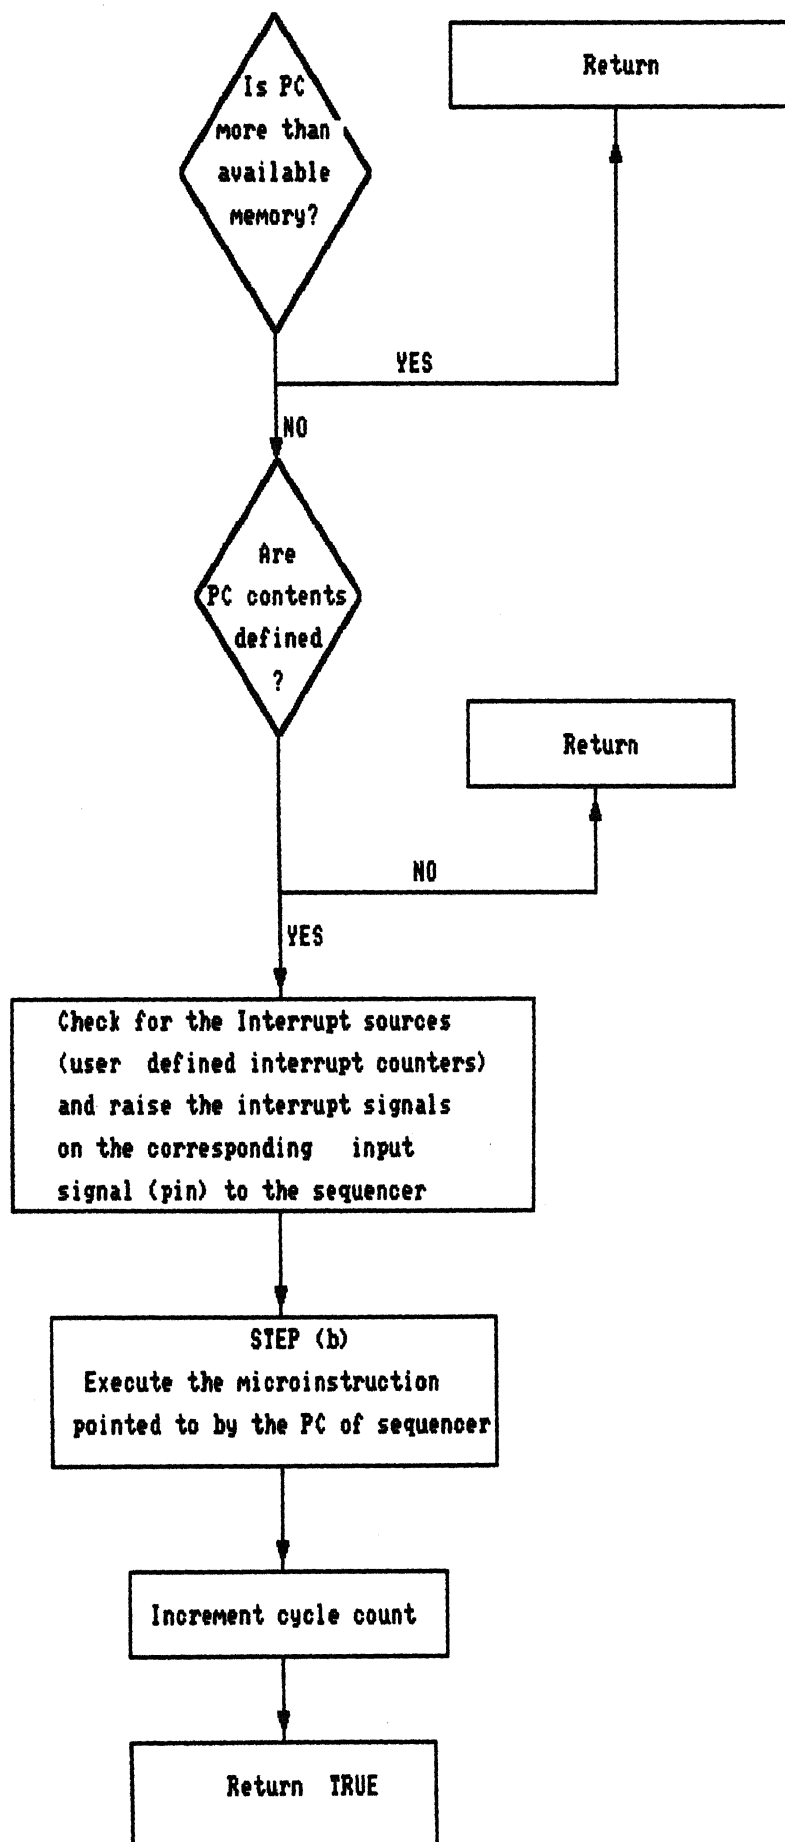 Is PC
more than
available
memory?
Return
YES
NO
Are
PC contents
defined
?
Return
NO
YES
Check for the Interrupt sources
(user defined interrupt counters)
and raise the interrupt signals
on the corresponding input
signal (pin) to the sequencer
STEP (b)
Execute the microinstruction
pointed to by the PC of sequencer
Increment cycle count
Return TRUE